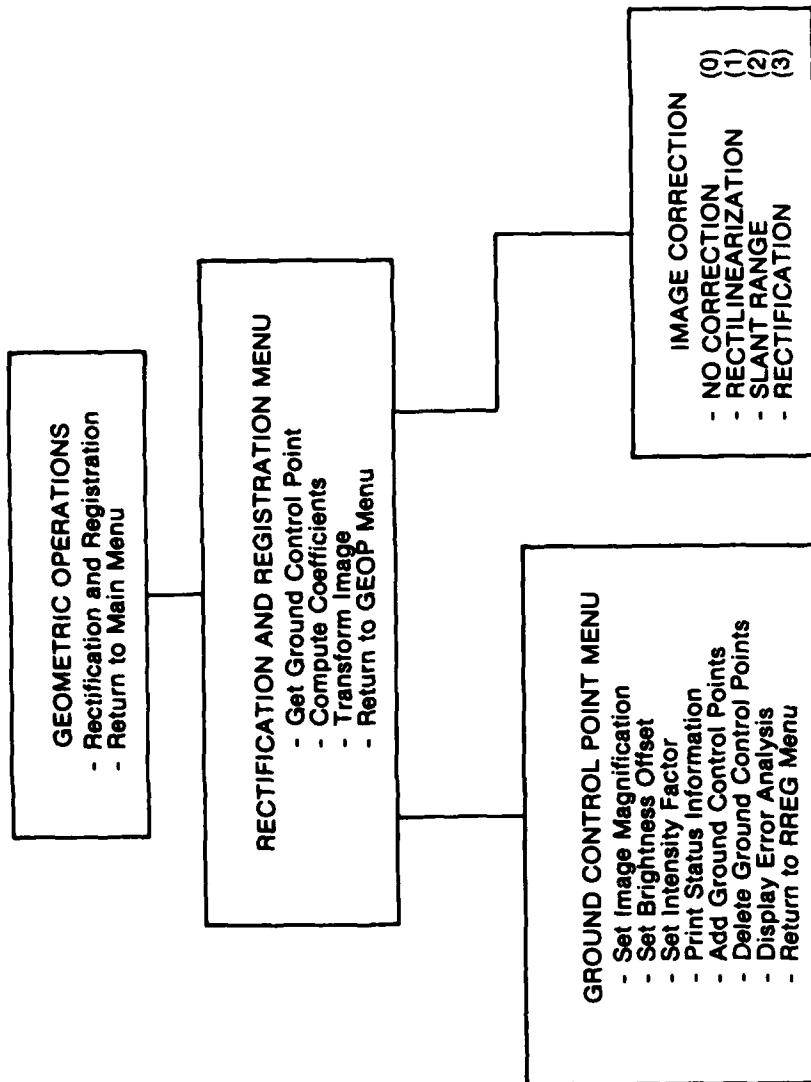 GEOMETRIC OPERATIONS
- Rectification and Registration
- Return to Main Menu
RECTIFICATION AND REGISTRATION MENU
- Get Ground Control Point
- Compute Coefficients
- Transform Image
- Return to GEOP Menu
GROUND CONTROL POINT MENU
- Set Image Magnification
- Set Brightness Offset
- Set Intensity Factor
- Print Status Information
- Add Ground Control Points
- Delete Ground Control Points
- Display Error Analysis
- Return to RREG Menu
IMAGE CORRECTION
- NO CORRECTION (0)
- RECTILINEARIZATION (1)
- SLANT RANGE (2)
- RECTIFICATION (3)